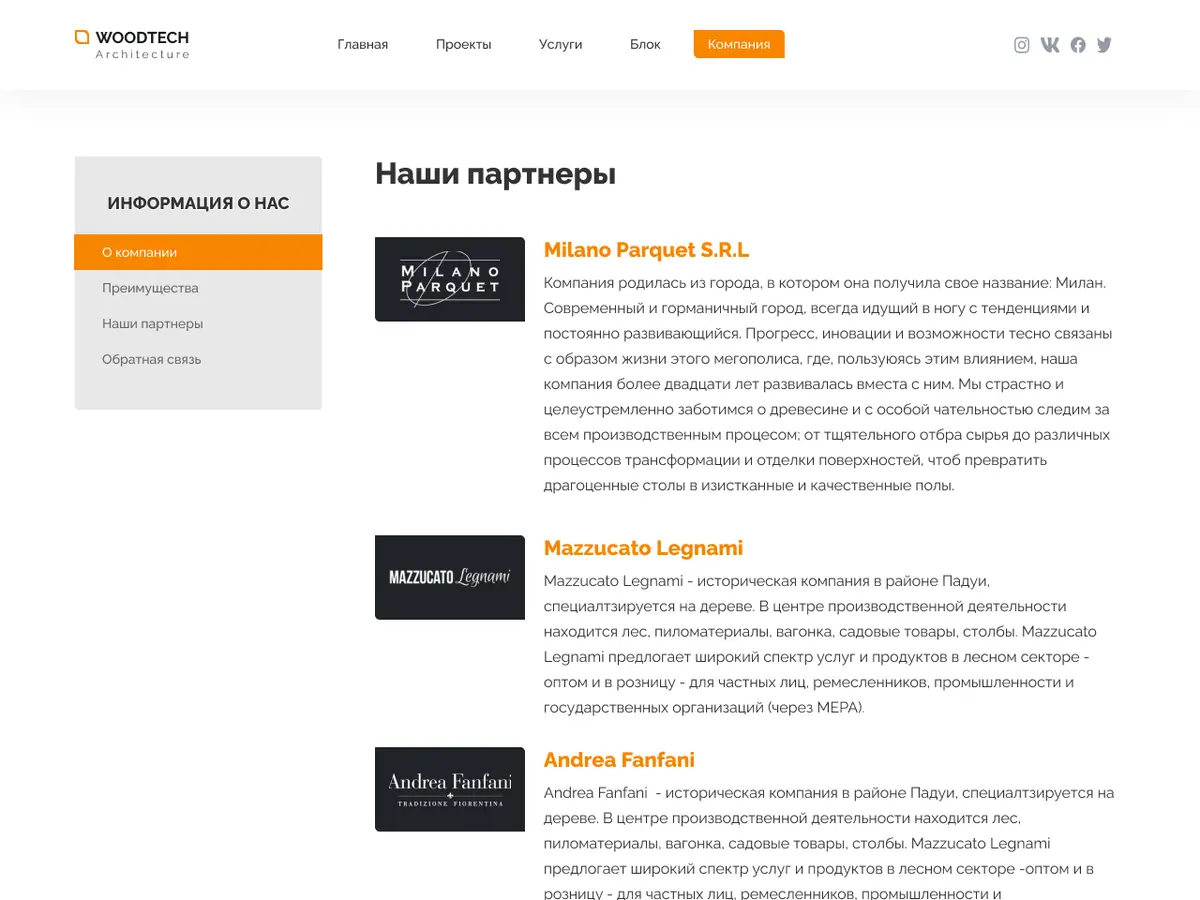 WOODTECH
Architecture
Главная
Проекты
Услуги
Блок
Компания
ИНФОРМАЦИЯ О НАС
О компании
Преимущества
Наши партнеры
Обратная связь
Наши партнеры
MILANO
PARQUET
Milano Parquet S.R.L
Компания родилась из города, в котором она получила свое название: Милан.
Современный и горманичный город, всегда идущий в ногу с тенденциями и
постоянно развивающийся. Прогресс, иновации и возможности тесно связаны
с образом жизни этого мегополиса, где, пользуюясь этим влиянием, наша
компания более двадцати лет развивалась вместа с ним. Мы страстно и
целеустремленно заботимся о древесине и с особой чательностью следим за
всем производственным процесом; от тщятельного отбра сырья до различных
процессов трансформации и отделки поверхностей, чтоб превратить
драгоценные столы в изистканные и качественные полы.
MAZZUCATO Legnami
Mazzucato Legnami
Mazzucato Legnami - историческая компания в районе Падуи,
специалтзируется на дереве. В центре производственной деятельности
находится лес, пиломатериалы, вагонка, садовые товары, столбы. Mazzucato
Legnami предлогает широкий спектр услуг и продуктов в лесном секторе -
оптом и в розницу - для частных лиц, ремесленников, промышленности и
государственных организаций (через МЕРА).
Andrea Fanfani
TRADIZIONE FIORENTINA
Andrea Fanfani
Andrea Fanfani - историческая компания в районе Падуи, специалтзируется на
дереве. В центре производственной деятельности находится лес,
пиломатериалы, вагонка, садовые товары, столбы. Mazzucato Legnami
предлогает широкий спектр услуг и продуктов в лесном секторе -оптом и в
розницу - для частных лиц, ремесленников, промышленности и